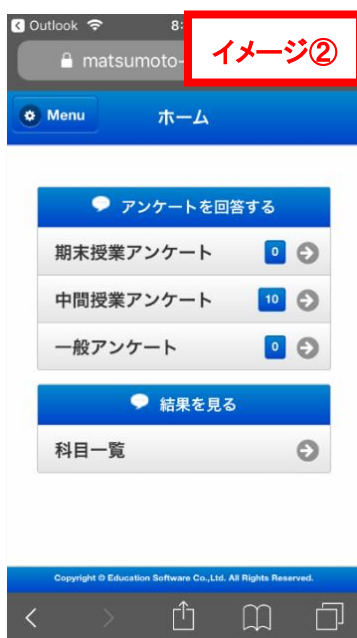 Outlook
8:
イメージ②
matsumoto-
Menu
ホーム
アンケートを回答する
期末授業アンケート 0
中間授業アンケート 10
一般アンケート 0
結果を見る
科目一覧
Copyright © Education Software Co.,Ltd. All Rights Reserved.